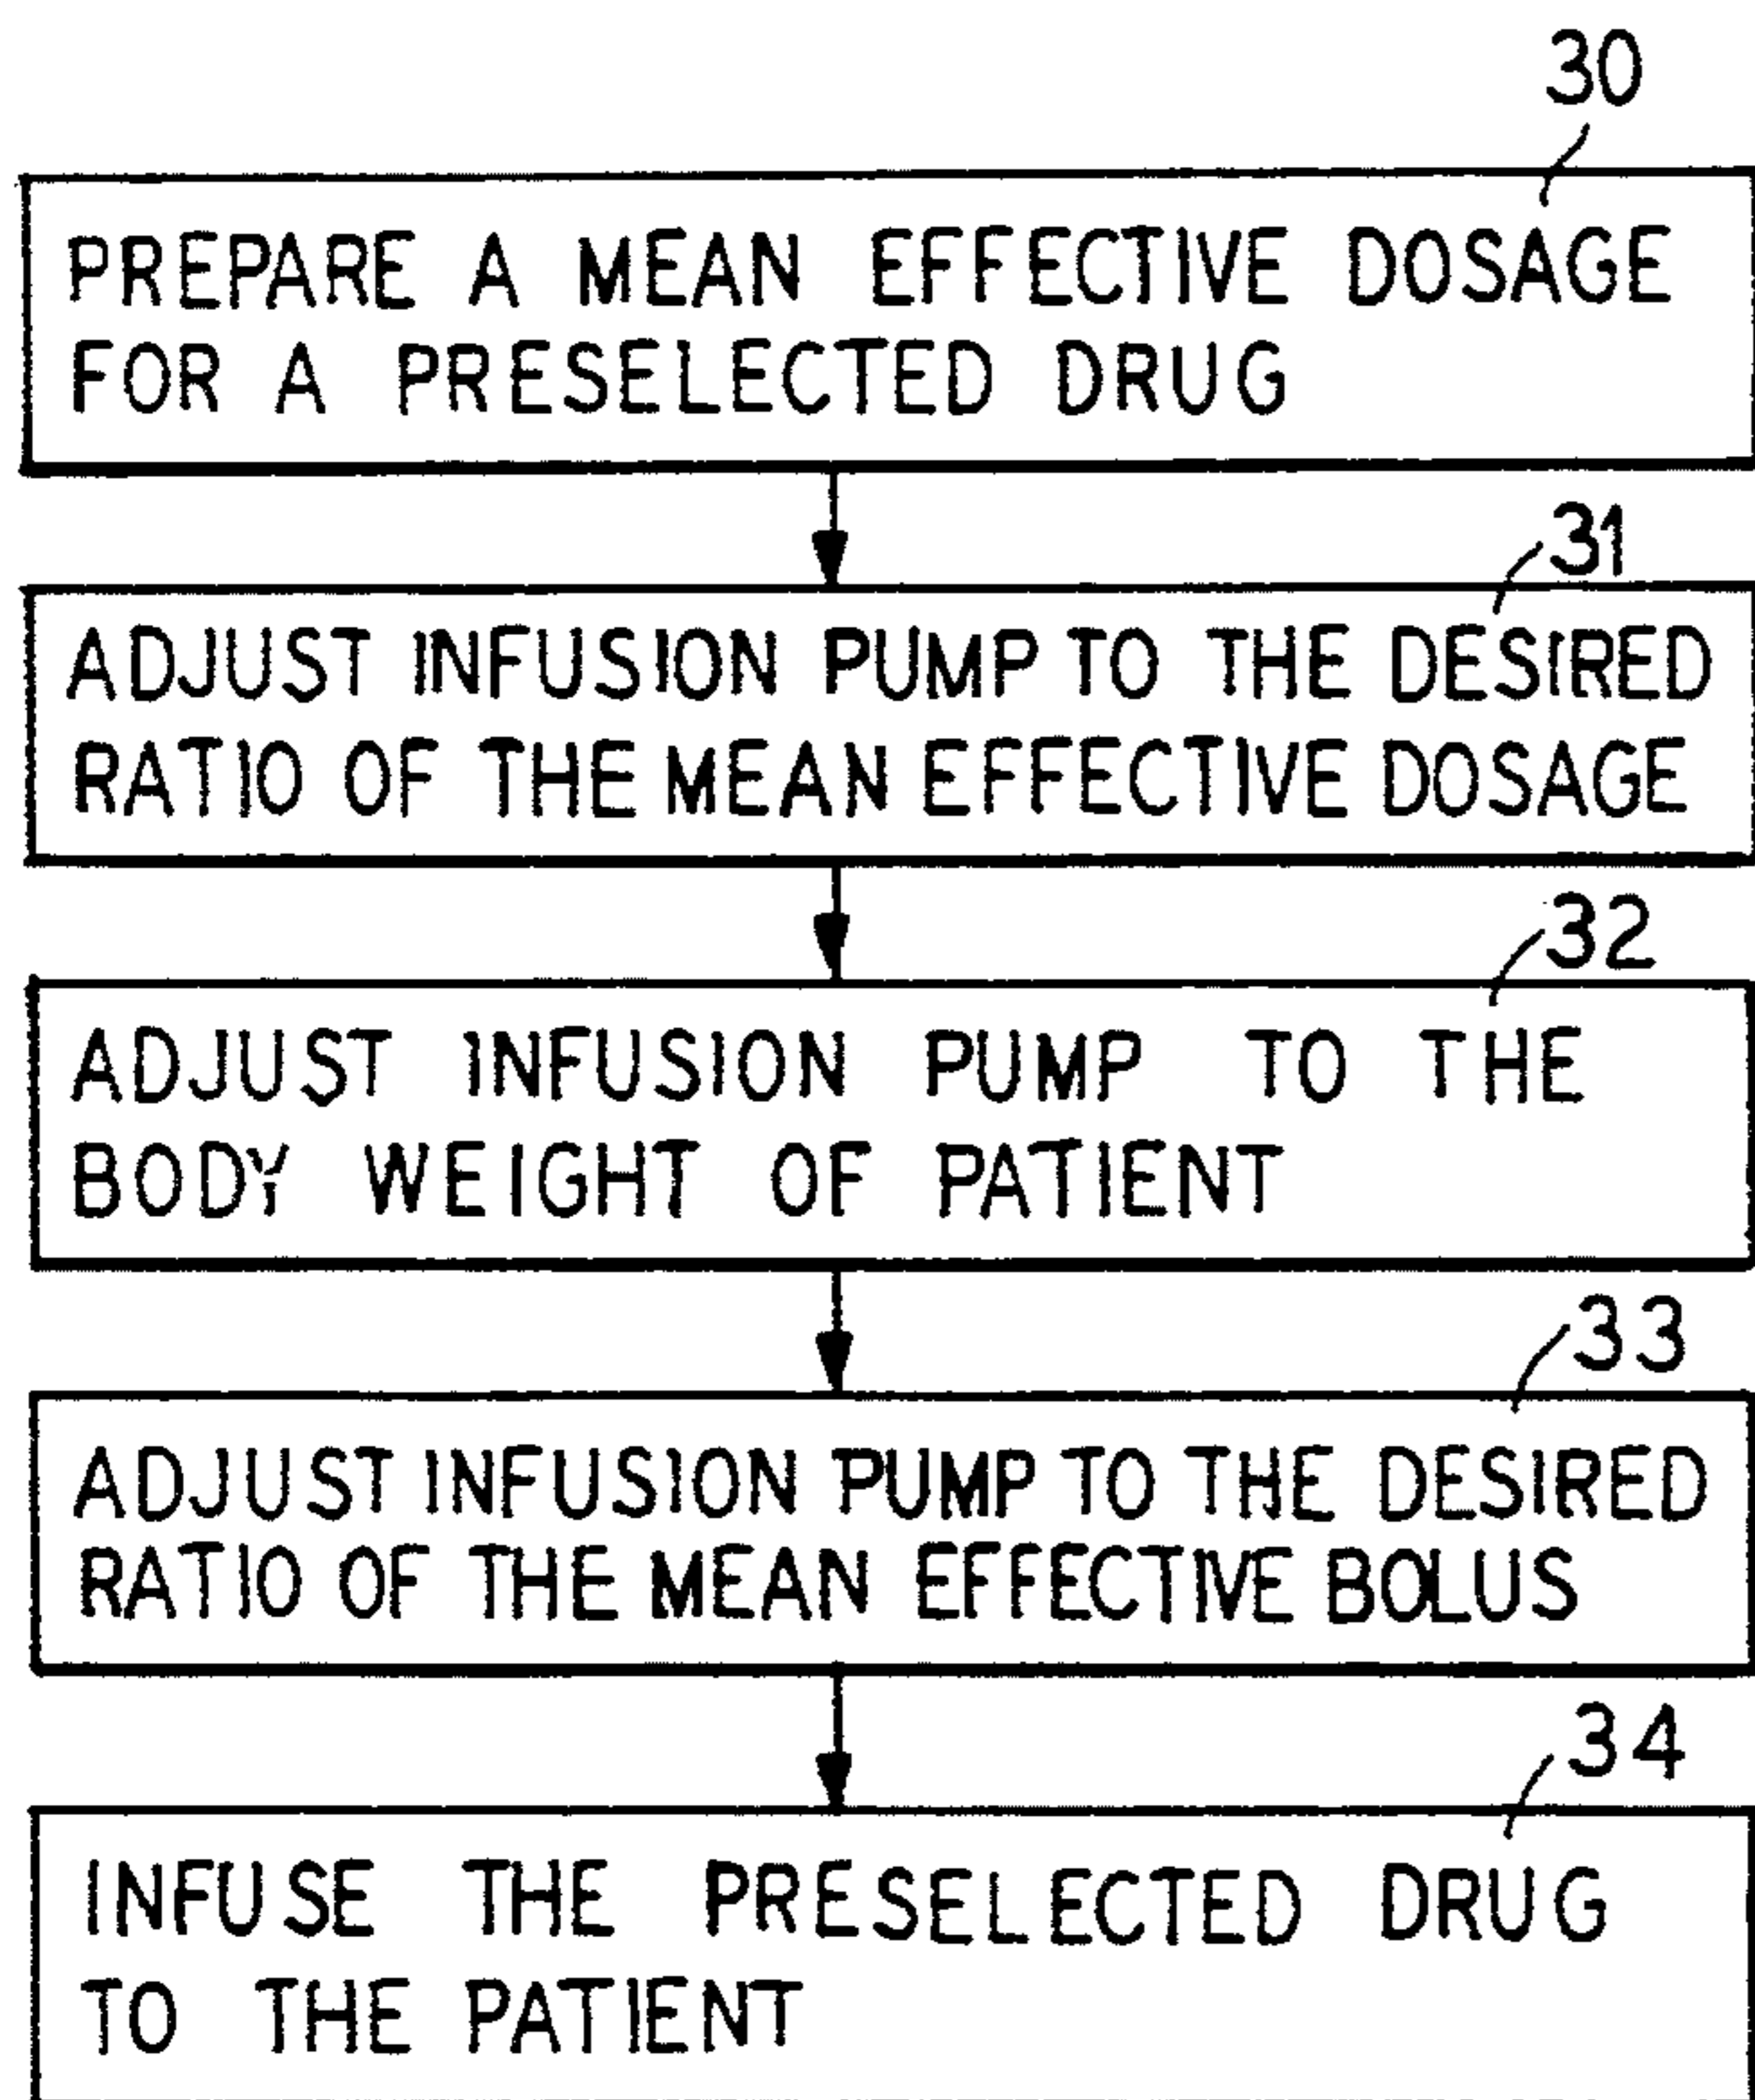 30
PREPARE A MEAN EFFECTIVE DOSAGE
FOR A PRESELECTED DRUG
31
ADJUST INFUSION PUMP TO THE DESIRED
RATIO OF THE MEAN EFFECTIVE DOSAGE
32
ADJUST INFUSION PUMP TO THE
BODY WEIGHT OF PATIENT
33
ADJUST INFUSION PUMP TO THE DESIRED
RATIO OF THE MEAN EFFECTIVE BOLUS
34
INFUSE THE PRESELECTED DRUG
TO THE PATIENT